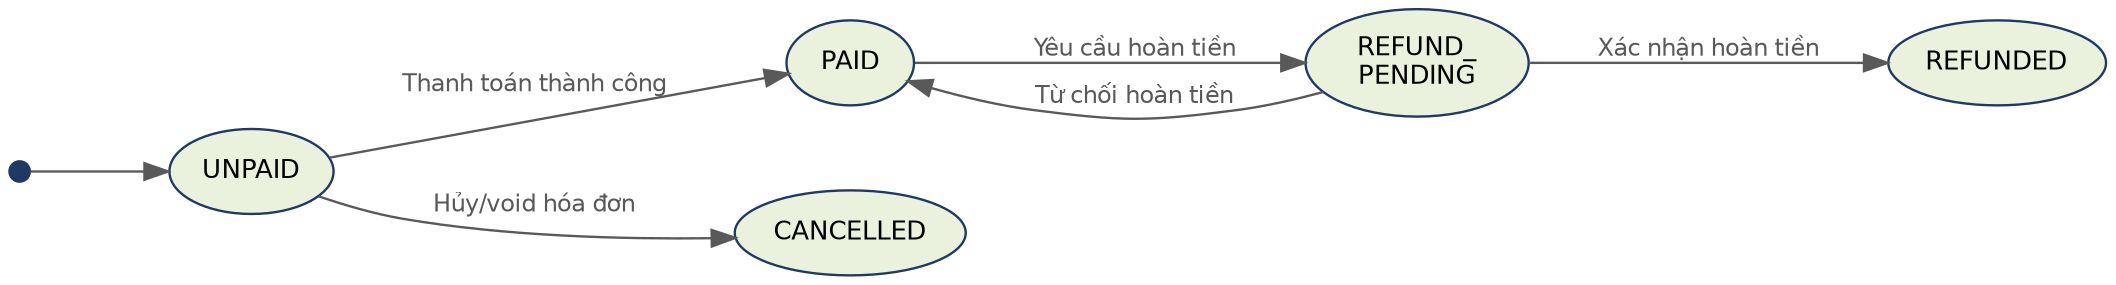 UNPAID
Thanh toán thành công
Hủy/void hóa đơn
PAID
CANCELLED
Yêu cầu hoàn tiền
Từ chối hoàn tiền
REFUND_
PENDING
Xác nhận hoàn tiền
REFUNDED